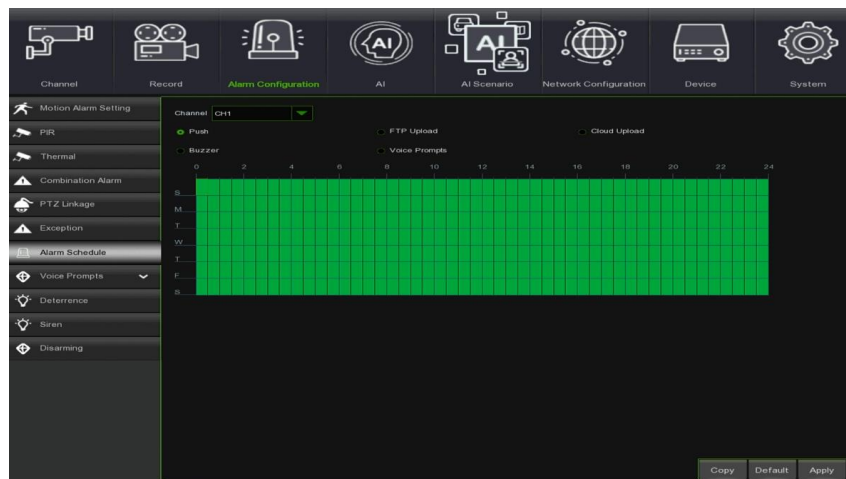 Channel Record Alarm Configuration AI AI Scenario Network Configuration Device System
Motion Alarm Setting
PIR
Thermal
Combination Alarm
PTZ Linkage
Exception
Alarm Schedule
Voice Prompts
Deterrence
Siren
Disarming
Channel CH1
Push FTP Upload Cloud Upload
Buzzer Voice Prompts
0 2 4 6 8 10 12 14 16 18 20 22 24
S
M
T
W
T
F
S
Copy Default Apply